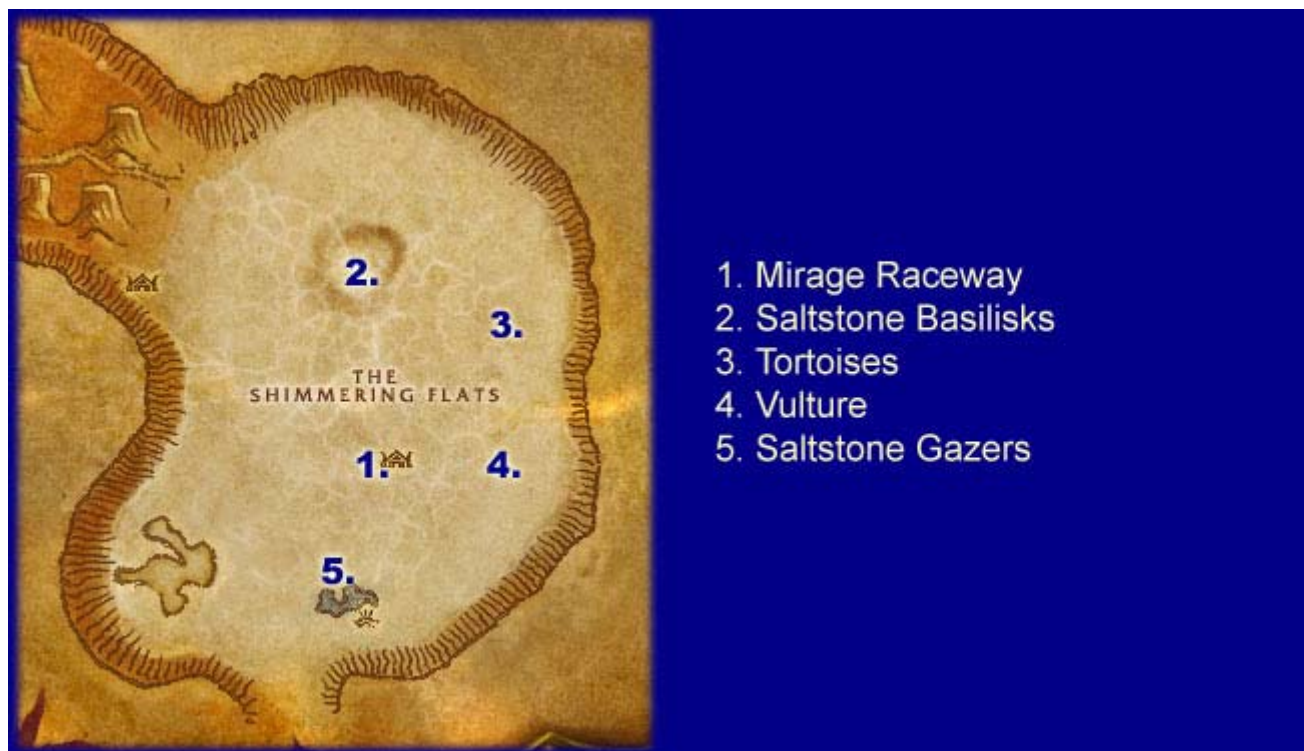 2.
3.
THE
SHIMMERING FLATS
1.
4.
5.
1. Mirage Raceway
2. Saltstone Basilisks
3. Tortoises
4. Vulture
5. Saltstone Gazers